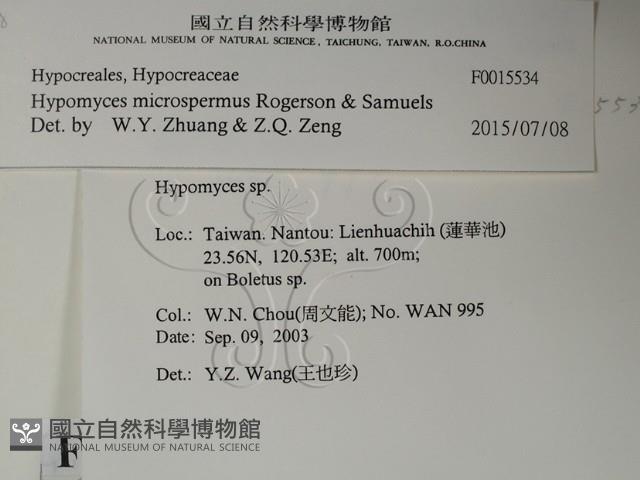 國立自然科學博物館
NATIONAL MUSEUM OF NATURAL SCIENCE, TAICHUNG, TAIWAN, R.O.CHINA
Hypocreales, Hypocreaceae F0015534
Hypomyces microspermus Rogerson & Samuels
Det. by W.Y. Zhuang & Z.Q. Zeng 2015/07/08
553
Hypomyces sp.
Loc.: Taiwan. Nantou: Lienhuachih (蓮華池)
23.56N, 120.53E; alt. 700m;
on Boletus sp.
Col.: W.N. Chou(周文能); No. WAN 995
Date: Sep. 09, 2003
Det.: Y.Z. Wang(王也珍)
國立自然科學博物館
NATIONAL MUSEUM OF NATURAL SCIENCE
F